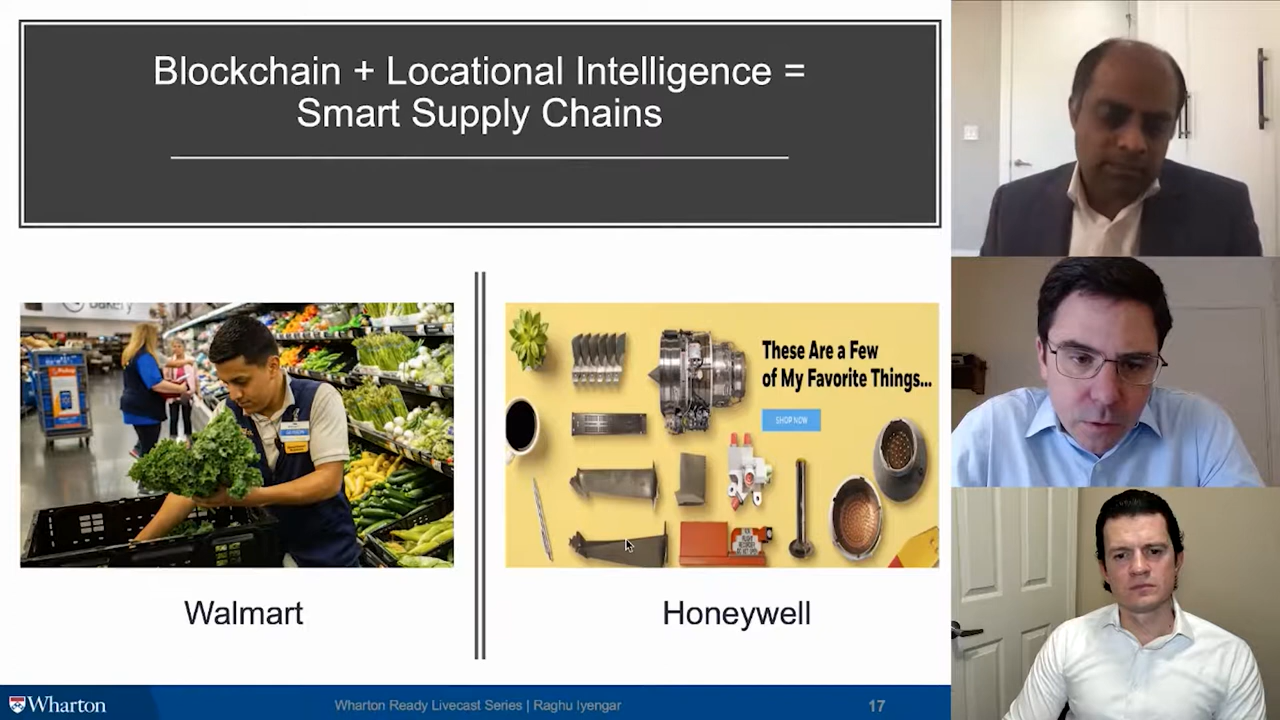 Blockchain + Locational Intelligence =
Smart Supply Chains
Bakery
These Are a Few
of My Favorite Things...
SHOP NOW
Walmart
Honeywell
Wharton
Wharton Ready Livecast Series | Raghu Iyengar
17